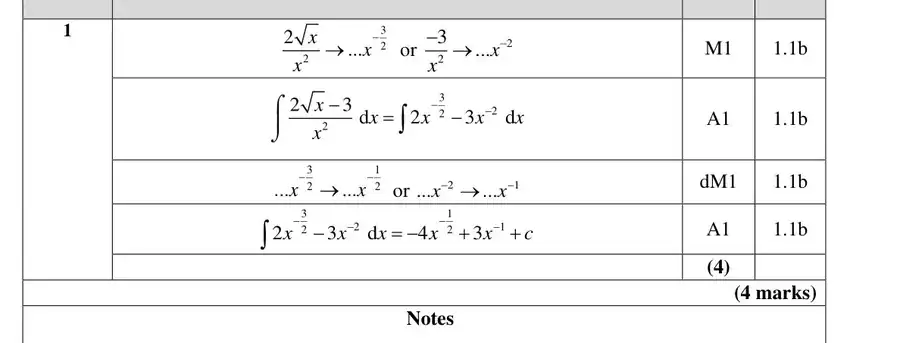 1 2√x/x² → ...x^(-3/2) or -3/x² → ...x^(-2) M1 1.1b
∫ (2√x - 3)/x² dx = ∫ 2x^(-3/2) - 3x^(-2) dx A1 1.1b
...x^(-3/2) → ...x^(-1/2) or ...x^(-2) → ...x^(-1) dM1 1.1b
∫ 2x^(-3/2) - 3x^(-2) dx = -4x^(-1/2) + 3x^(-1) + c A1 1.1b
(4)
(4 marks)
Notes